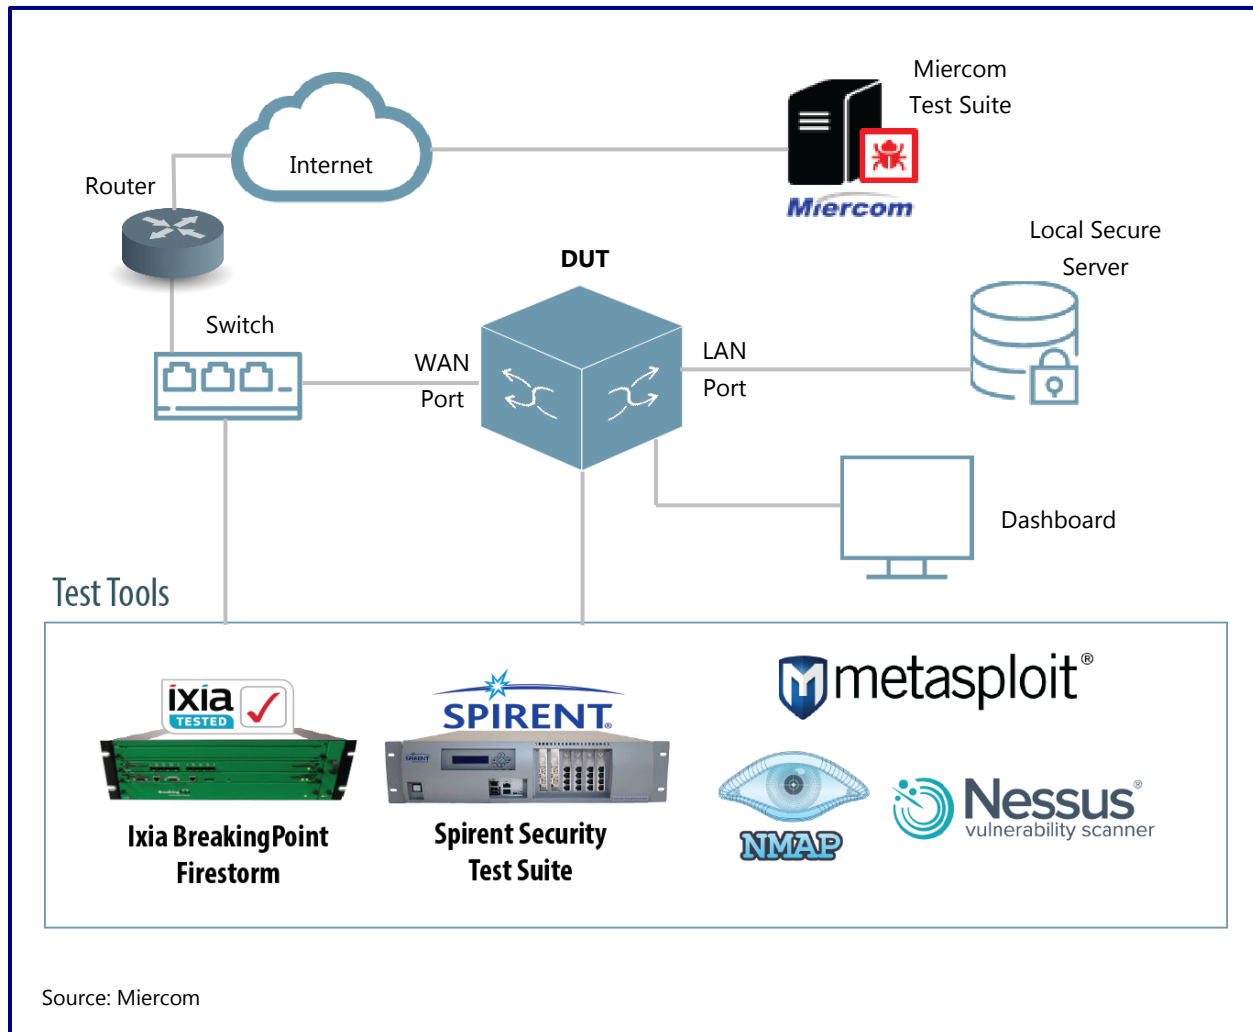 Miercom
Test Suite
Internet
Router
Miercom
Local Secure
Server
DUT
Switch
WAN
Port
LAN
Port
Dashboard
Test Tools
ixia
TESTED
SPIRENT®
metasploit®
SPIRENT
Ixia BreakingPoint
Firestorm
Spirent Security
Test Suite
NMAP
Nessus®
vulnerability scanner
Source: Miercom